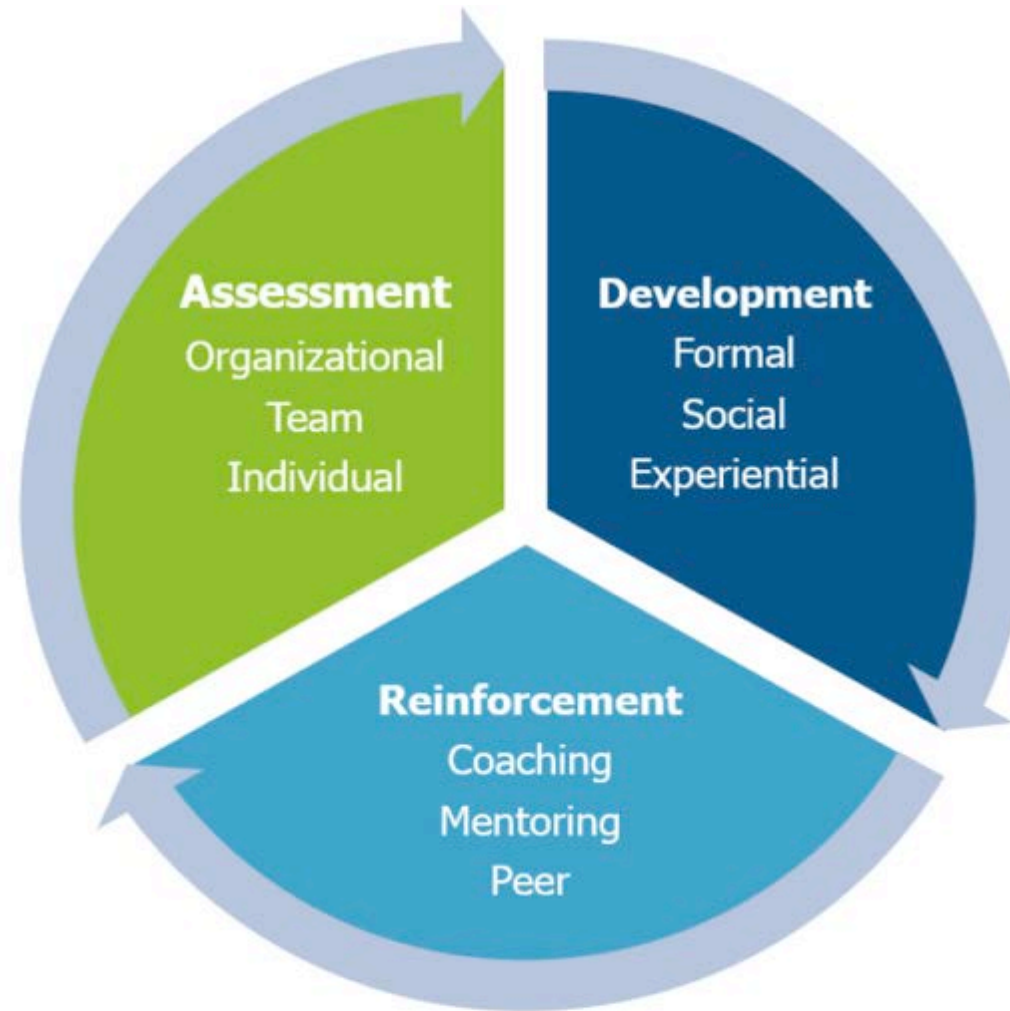 Assessment
Organizational
Team
Individual
Development
Formal
Social
Experiential
Reinforcement
Coaching
Mentoring
Peer